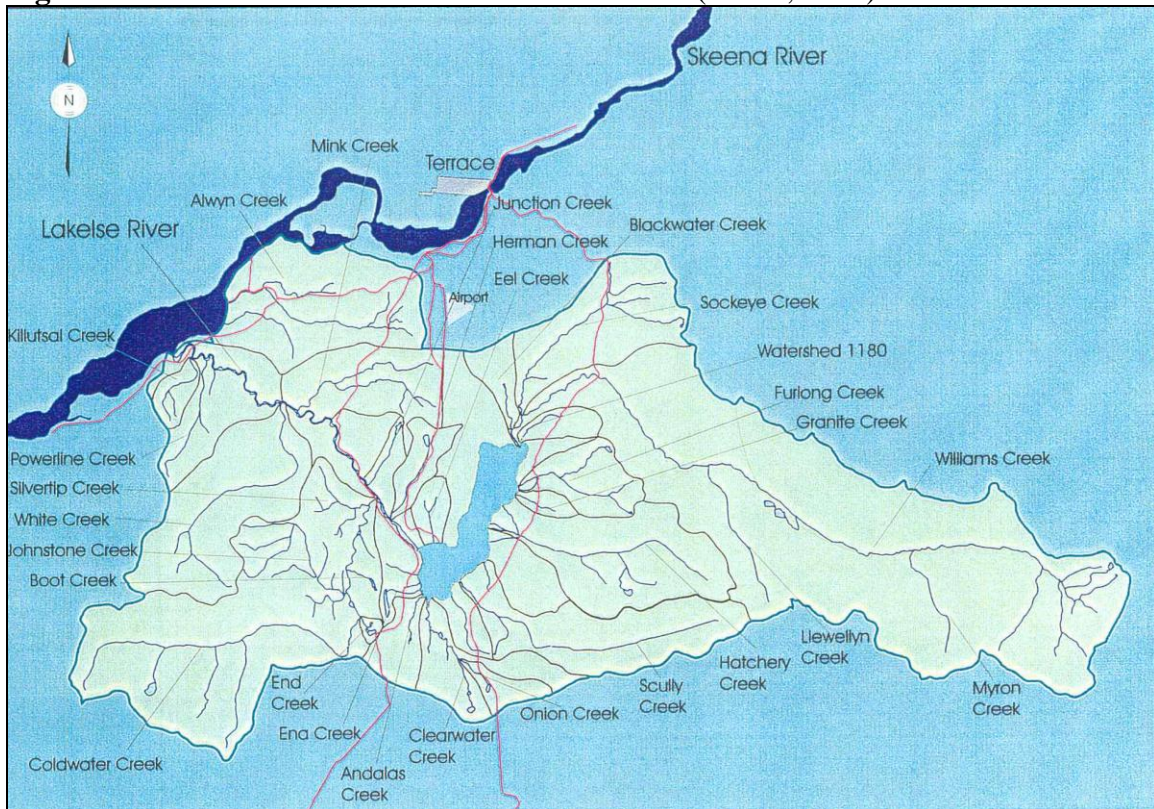 N
Skeena River
Mink Creek
Terrace
Alwyn Creek
Junction Creek
Lakelse River
Blackwater Creek
Herman Creek
Eel Creek
Airport
Sockeye Creek
Killutsal Creek
Watershed 1180
Furlong Creek
Granite Creek
Powerline Creek
Williams Creek
Silvertip Creek
White Creek
Johnstone Creek
Boot Creek
Llewellyn
Creek
Hatchery
Creek
End
Creek
Scully
Creek
Myron
Creek
Onion Creek
Ena Creek
Clearwater
Creek
Coldwater Creek
Andalas
Creek